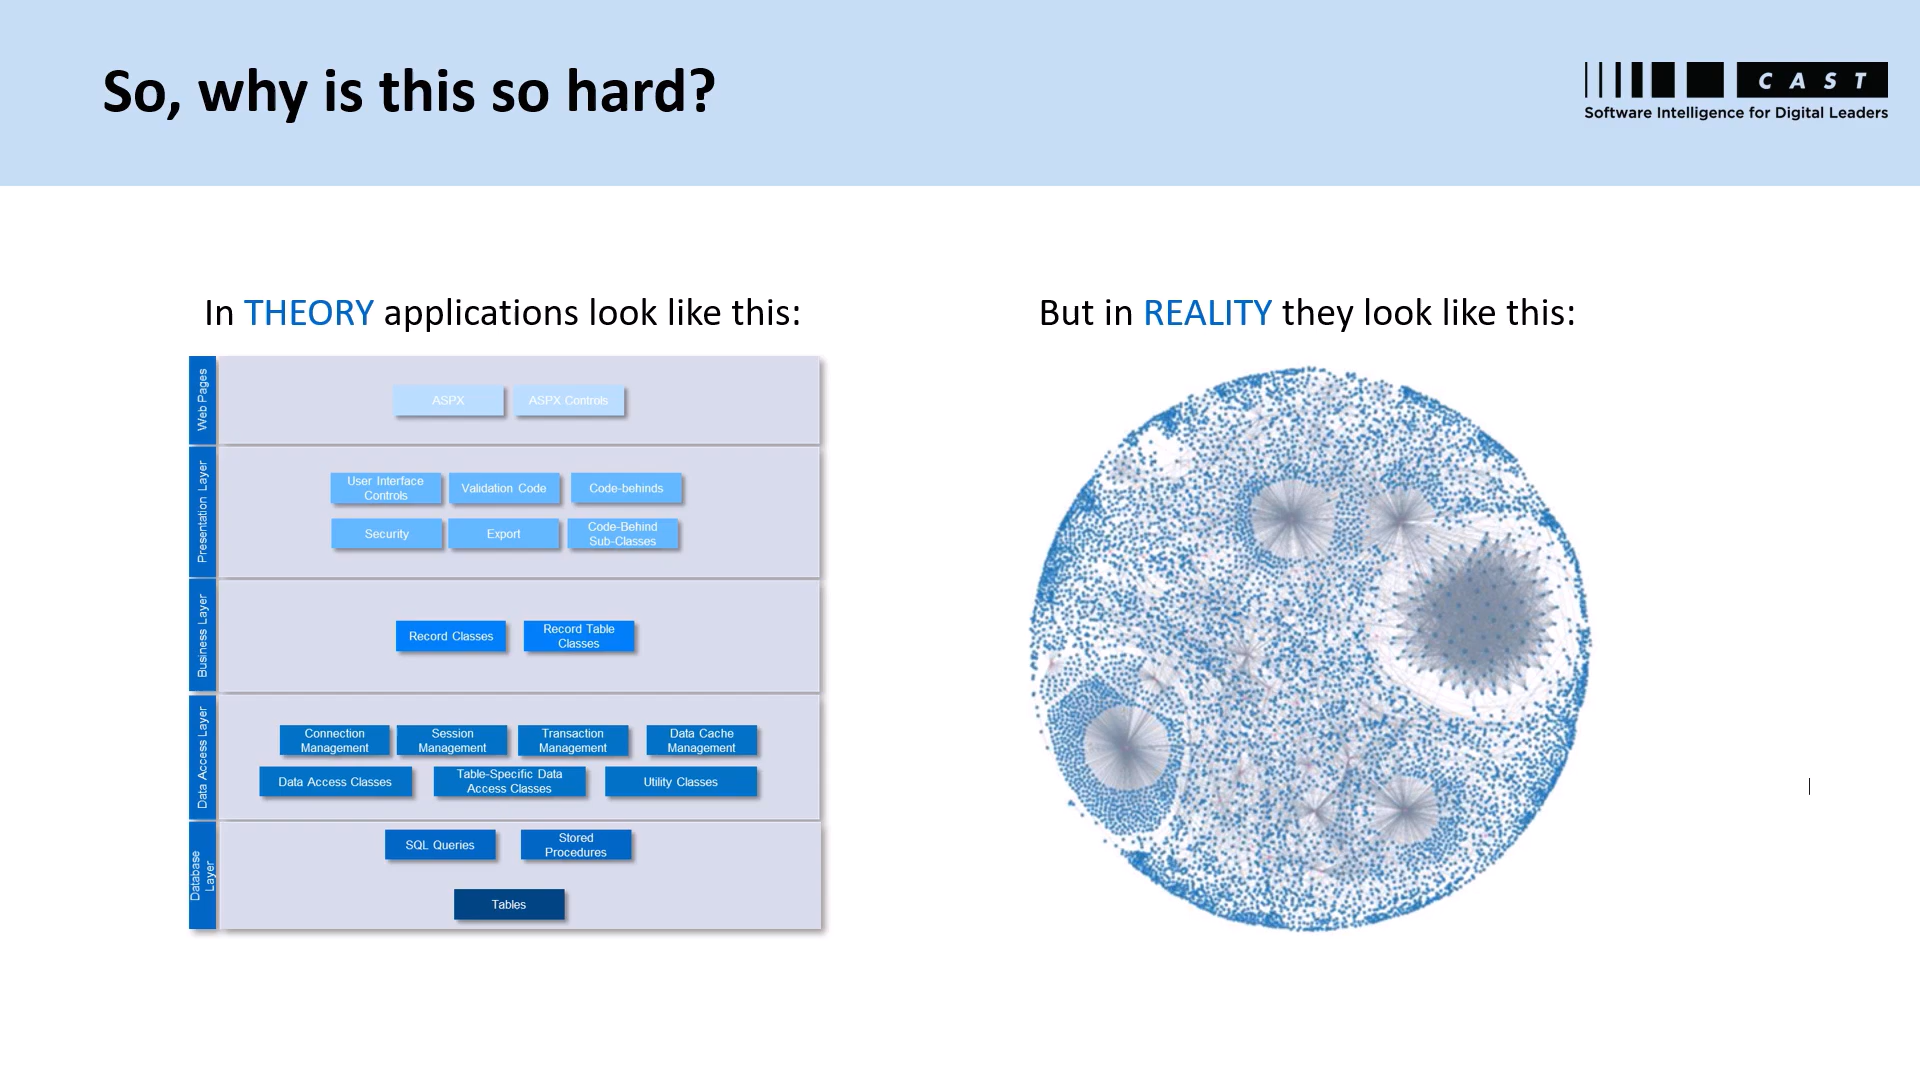 So, why is this so hard?
CAST
Software Intelligence for Digital Leaders
In THEORY applications look like this:
Web Pages
ASPX
ASPX Controls
Presentation Layer
User Interface
Controls
Validation Code
Code-behinds
Security
Export
Code-Behind
Sub-Classes
Business Layer
Record Classes
Record Table
Classes
Data Access Layer
Connection
Management
Session
Management
Transaction
Management
Data Cache
Management
Data Access Classes
Table-Specific Data
Access Classes
Utility Classes
Database
Layer
SQL Queries
Stored
Procedures
Tables
But in REALITY they look like this: